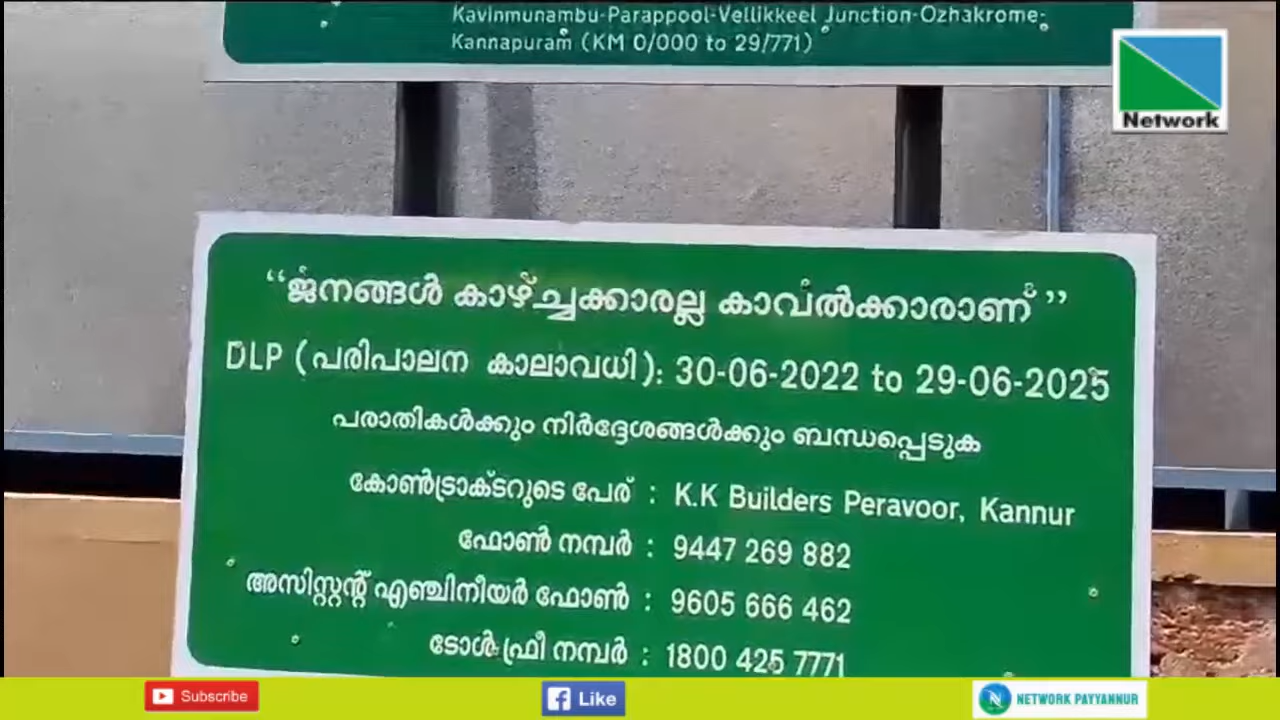 Kavinmunambu-Parappool-Vellikkeel Junction-Ozhakrome-
Kannapuram (KM 0/000 to 29/771)
Network
“ജനങ്ങൾ കാഴ്ച്ചക്കാരല്ല കാവൽക്കാരാണ്”
DLP (പരിപാലന കാലാവധി): 30-06-2022 to 29-06-2025
പരാതികൾക്കും നിർദ്ദേശങ്ങൾക്കും ബന്ധപ്പെടുക
കോൺട്രാക്ടറുടെ പേര് : K.K Builders Peravoor, Kannur
ഫോൺ നമ്പർ : 9447 269 882
അസിസ്റ്റന്റ് എഞ്ചിനീയർ ഫോൺ : 9605 666 462
ടോൾ ഫ്രീ നമ്പർ : 1800 425 7771
Subscribe
Like
NETWORK PAYYANNUR